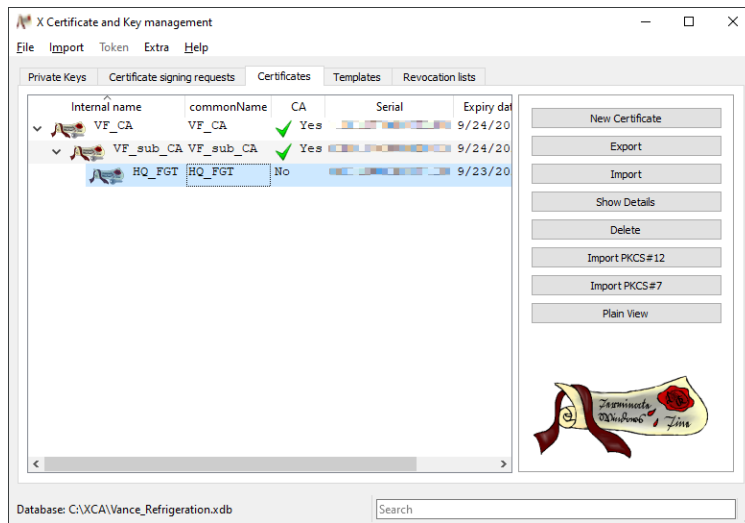 X Certificate and Key management
File Import Token Extra Help
Private Keys Certificate signing requests Certificates Templates Revocation lists
Internal name commonName CA Serial Expiry dat
VF_CA VF_CA Yes 9/24/20
VF_sub_CA VF_sub_CA Yes 9/24/20
HQ_FGT HQ_FGT No 9/23/20
New Certificate
Export
Import
Show Details
Delete
Import PKCS#12
Import PKCS#7
Plain View
Database: C:\XCA\Vance_Refrigeration.xdb
Search